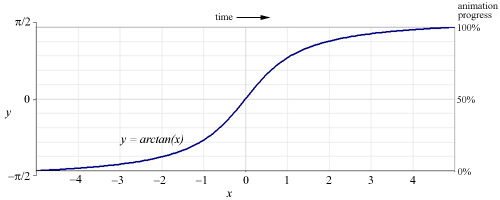 time
animation
progress
π/2
100%
0
50%
y
y = arctan(x)
−π/2
0%
−4 −3 −2 −1 0 1 2 3 4
x